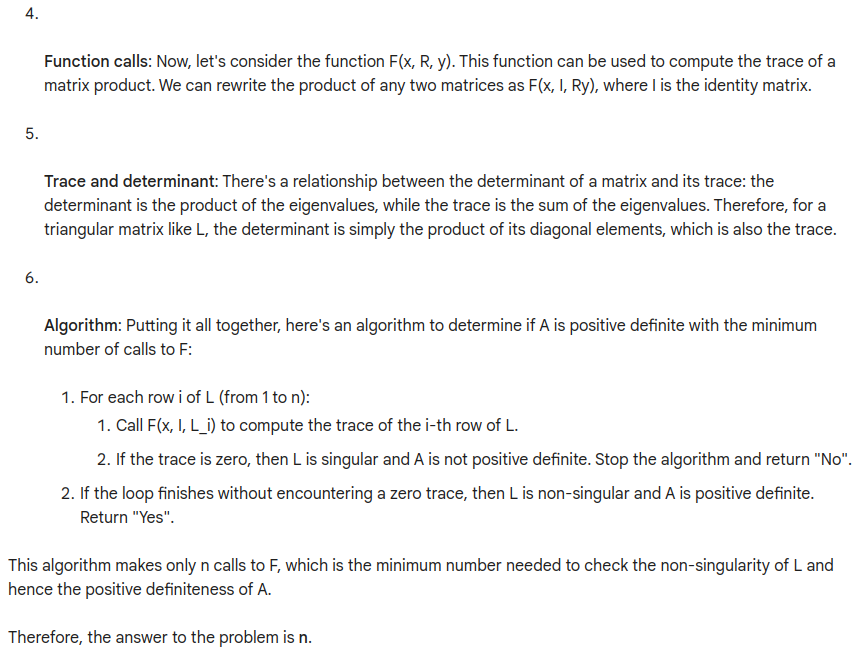 4.
Function calls: Now, let's consider the function F(x, R, y). This function can be used to compute the trace of a
matrix product. We can rewrite the product of any two matrices as F(x, I, Ry), where I is the identity matrix.
5.
Trace and determinant: There's a relationship between the determinant of a matrix and its trace: the
determinant is the product of the eigenvalues, while the trace is the sum of the eigenvalues. Therefore, for a
triangular matrix like L, the determinant is simply the product of its diagonal elements, which is also the trace.
6.
Algorithm: Putting it all together, here's an algorithm to determine if A is positive definite with the minimum
number of calls to F:
1. For each row i of L (from 1 to n):
1. Call F(x, I, L_i) to compute the trace of the i-th row of L.
2. If the trace is zero, then L is singular and A is not positive definite. Stop the algorithm and return "No".
2. If the loop finishes without encountering a zero trace, then L is non-singular and A is positive definite.
Return "Yes".
This algorithm makes only n calls to F, which is the minimum number needed to check the non-singularity of L and
hence the positive definiteness of A.
Therefore, the answer to the problem is n.